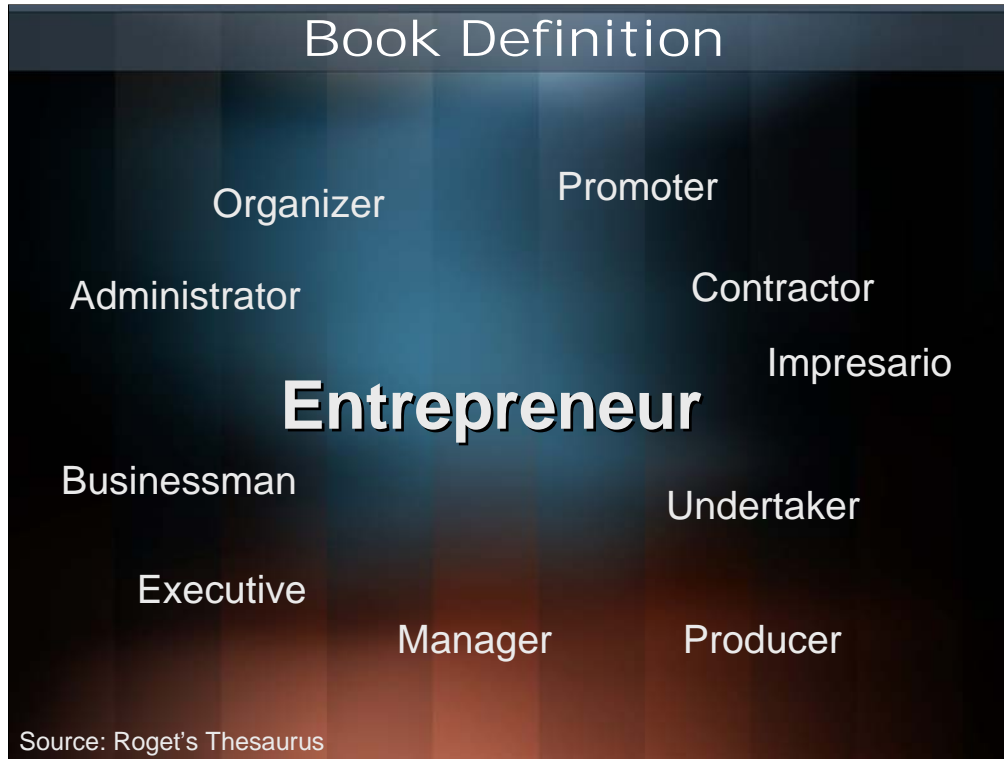 Book Definition
Promoter
Organizer
Contractor
Administrator
Impresario
Entrepreneur
Businessman
Undertaker
Executive
Manager
Producer
Source: Roget's Thesaurus